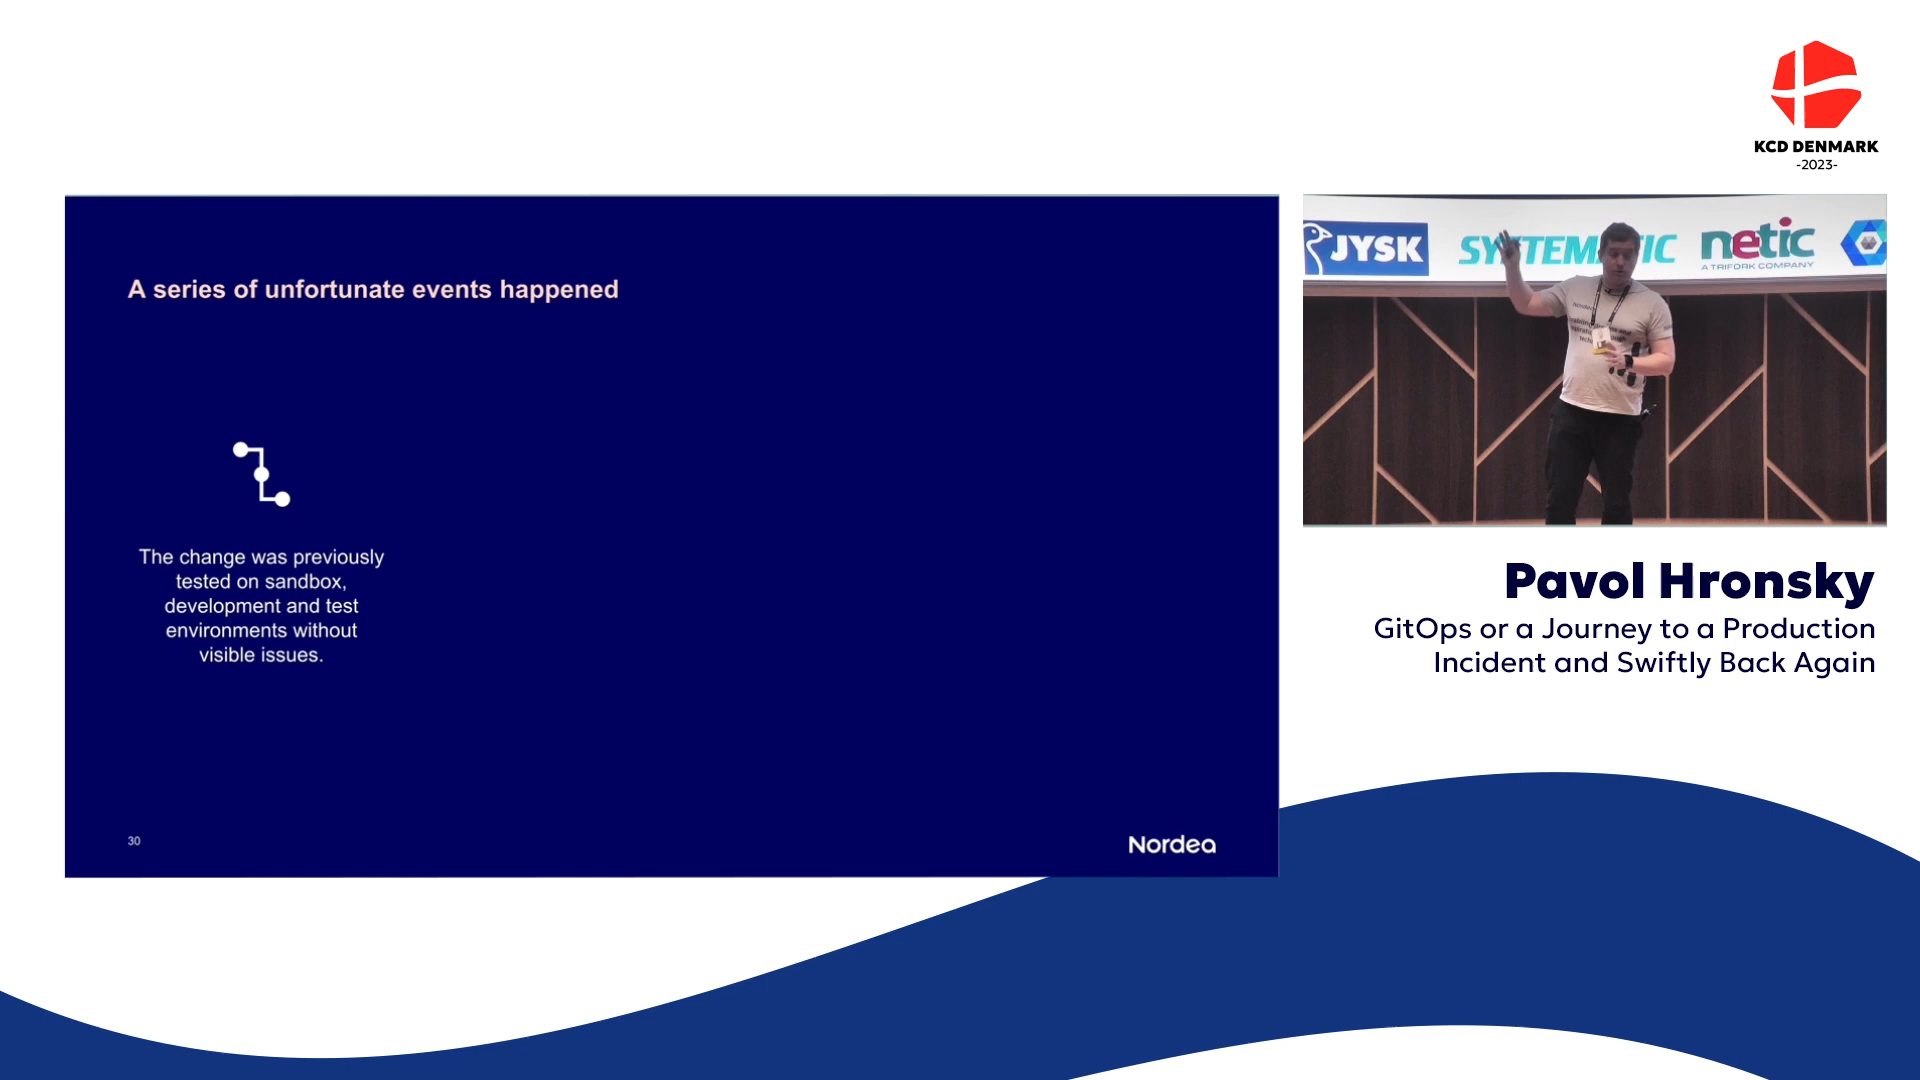 KCD DENMARK
-2023-
A series of unfortunate events happened
The change was previously
tested on sandbox,
development and test
environments without
visible issues.
30
Nordea
JYSK
netic
A TRIFORK COMPANY
Pavol Hronsky
GitOps or a Journey to a Production
Incident and Swiftly Back Again